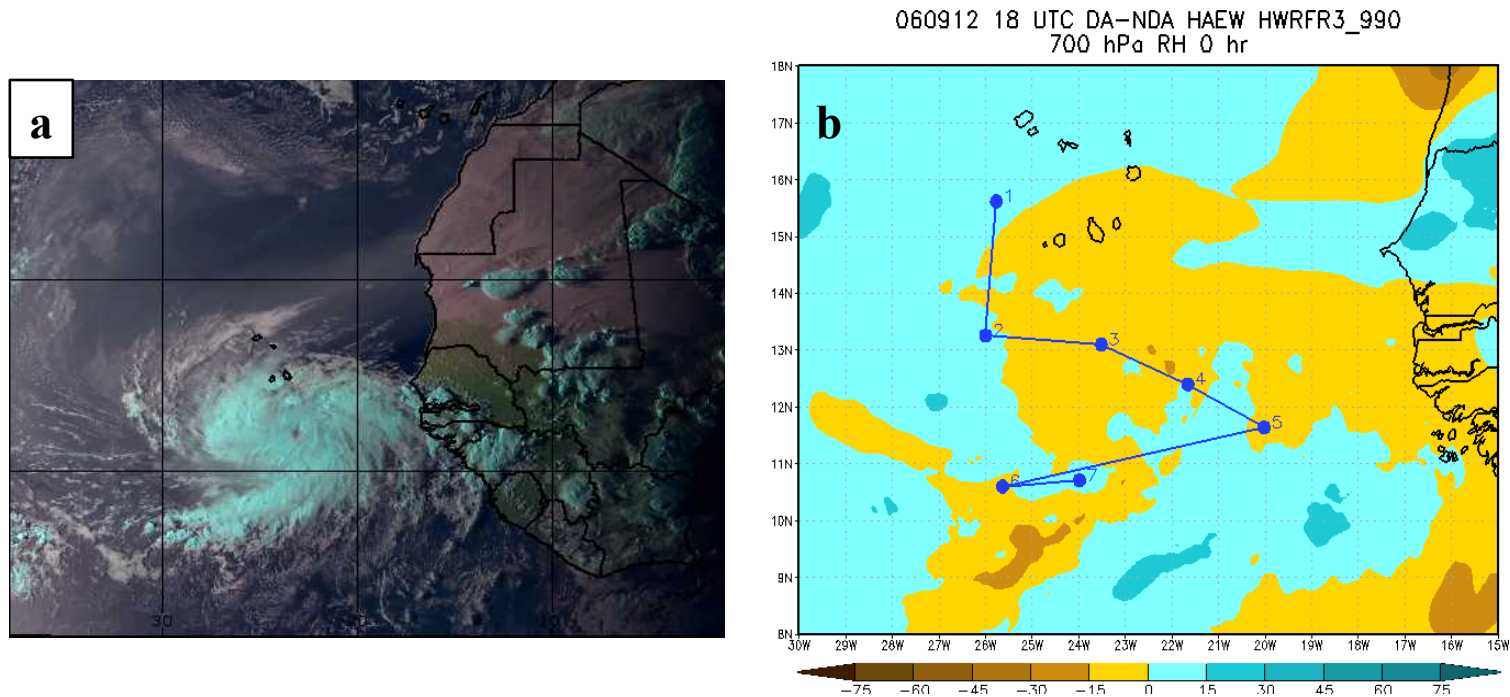 a
30
060912 18 UTC DA-NDA HAEW HWRFR3_990
700 hPa RH 0 hr
b
18N
17N
16N
15N
14N
13N
12N
11N
10N
9N
8N
1
2
3
4
5
6
7
30W 29W 28W 27W 26W 25W 24W 23W 22W 21W 20W 19W 18W 17W 16W 15W
-75 -60 -45 -30 -15 0 15 30 45 60 75